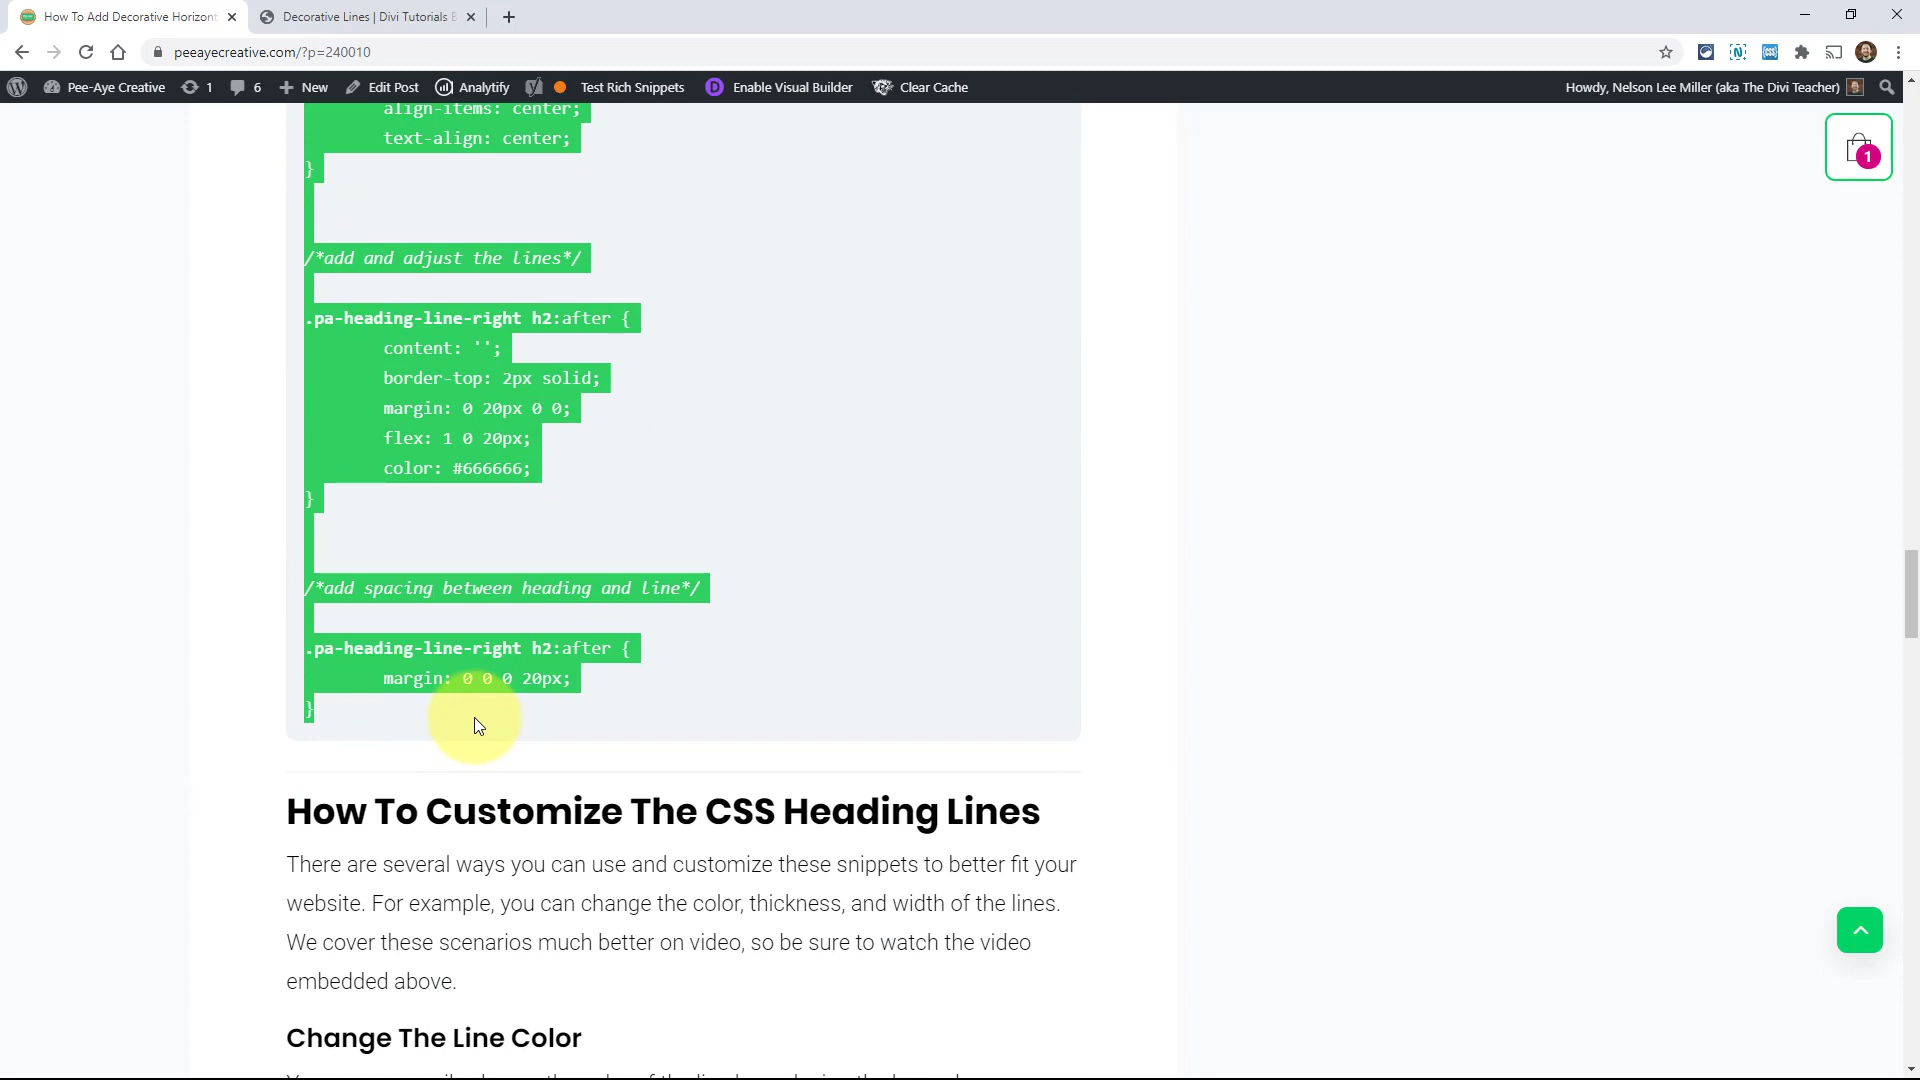 How To Add Decorative Horizont
Decorative Lines | Divi Tutorials E
peeayecreative.com/?p=240010
Pee-Aye Creative 1 6 New Edit Post Analytify Test Rich Snippets Enable Visual Builder Clear Cache Howdy, Nelson Lee Miller (aka The Divi Teacher)
1
align-items: center;
text-align: center;
}
/*add and adjust the lines*/
.pa-heading-line-right h2:after {
content: '';
border-top: 2px solid;
margin: 0 20px 0 0;
flex: 1 0 20px;
color: #666666;
}
/*add spacing between heading and line*/
.pa-heading-line-right h2:after {
margin: 0 0 0 20px;
}
How To Customize The CSS Heading Lines
There are several ways you can use and customize these snippets to better fit your
website. For example, you can change the color, thickness, and width of the lines.
We cover these scenarios much better on video, so be sure to watch the video
embedded above.
Change The Line Color